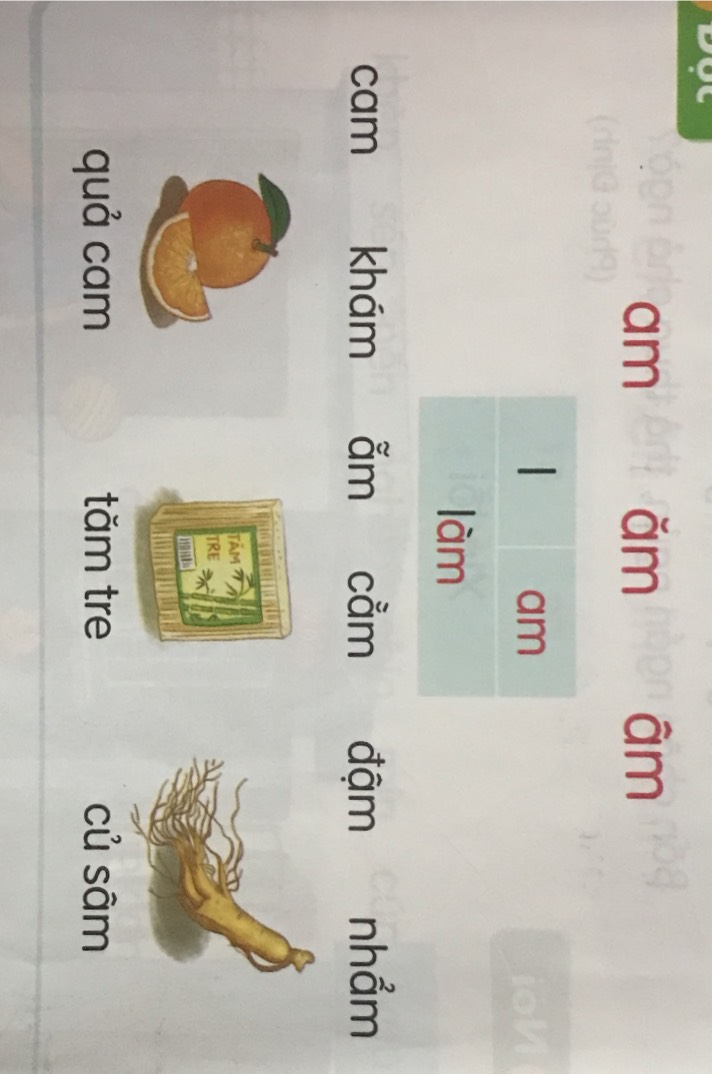 Đọc
am ăm âm
l am
làm
cam khám ẵm cằm đậm nhẩm
TĂM
TRE
quả cam tăm tre củ sâm